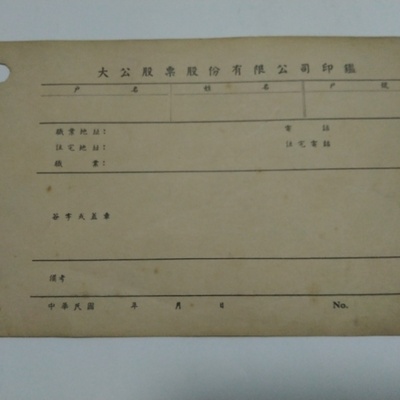 大公股票股份有限公司印鑑
戶 名 姓 名 戶 號
職業地址： 電 話
住宅地址： 住宅電話
職 業：
簽字或蓋章
備考
中華民國 年 月 日 No.